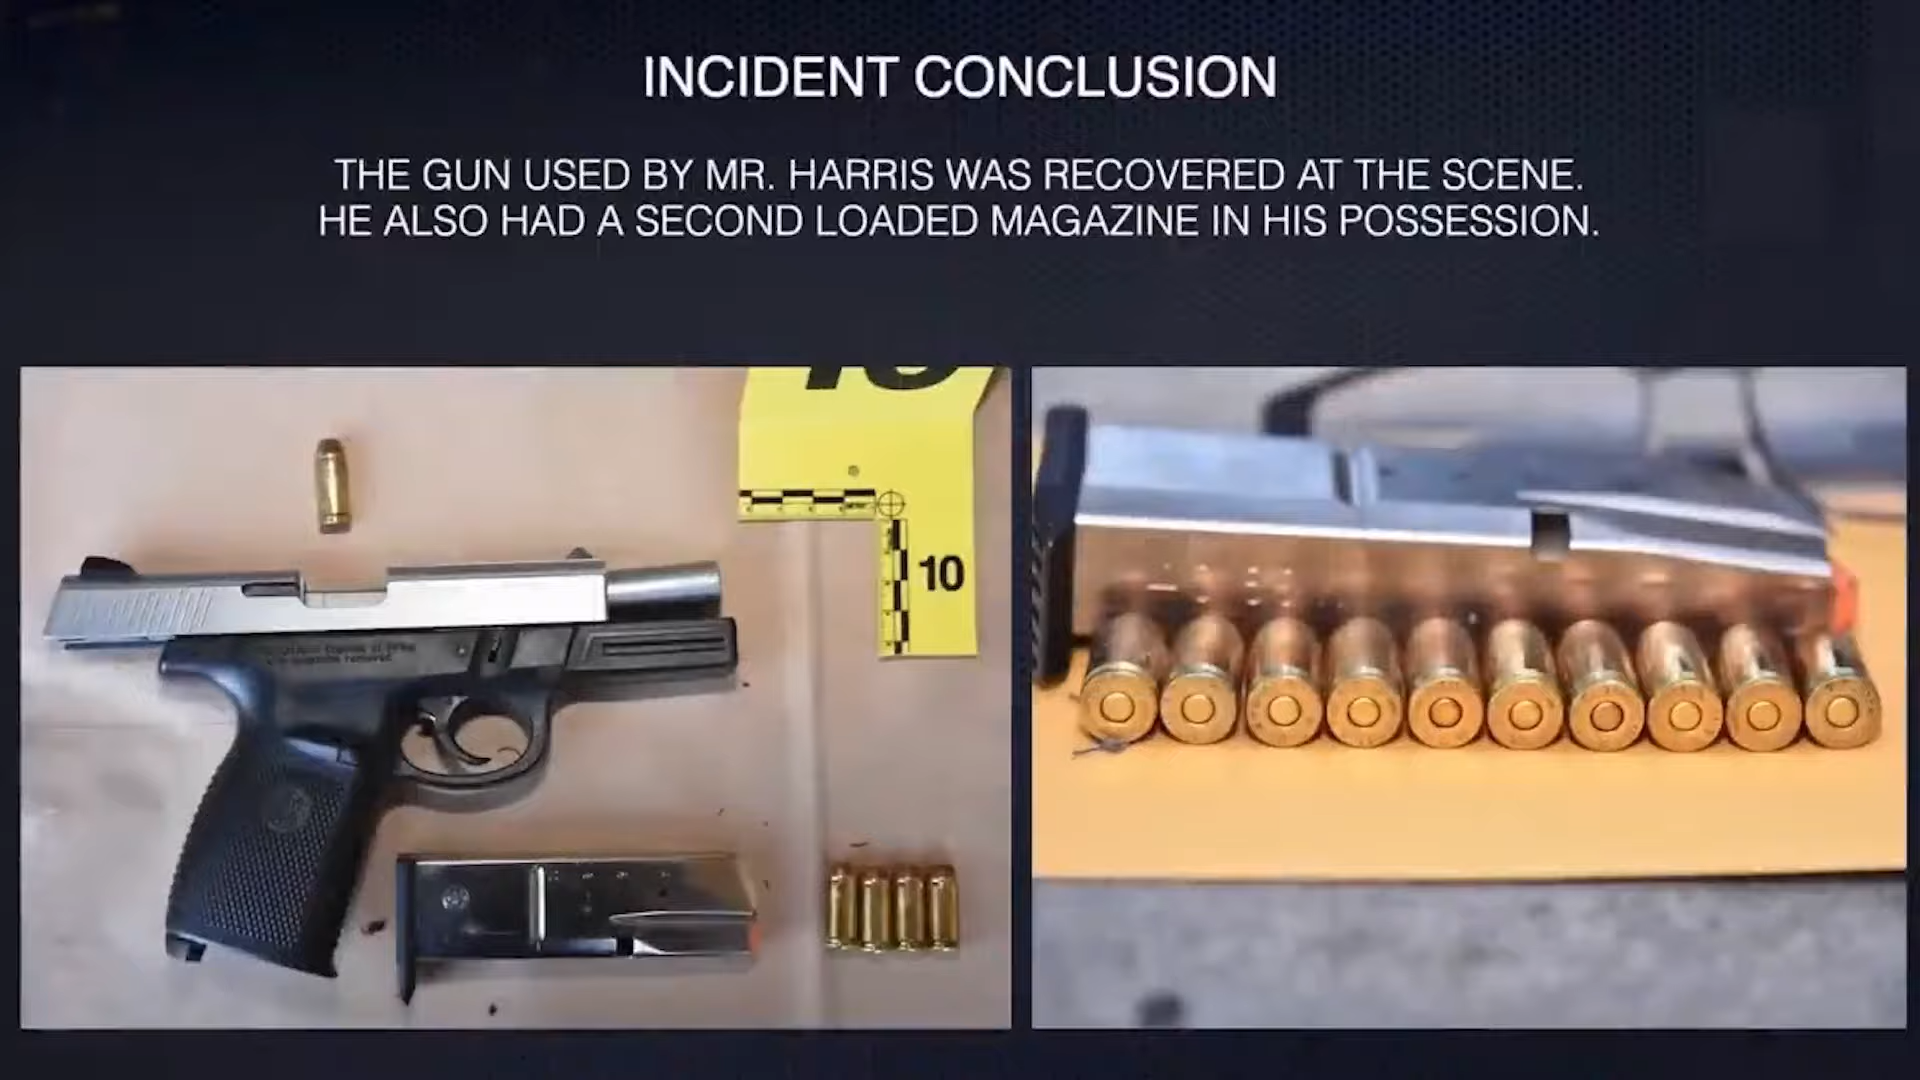 INCIDENT CONCLUSION
THE GUN USED BY MR. HARRIS WAS RECOVERED AT THE SCENE.
HE ALSO HAD A SECOND LOADED MAGAZINE IN HIS POSSESSION.
10